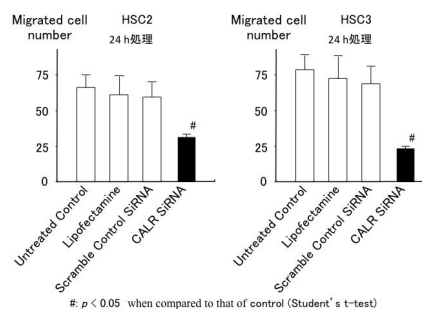 Migrated cell number
HSC2
24 h処理
75
50
25
0
#
Untreated Control
Lipofectamine
Scramble Control SiRNA
CALR SiRNA
Migrated cell number
HSC3
24 h処理
75
50
25
0
#
Untreated Control
Lipofectamine
Scramble Control SiRNA
CALR SiRNA
#: p < 0.05 when compared to that of control (Student's t-test)